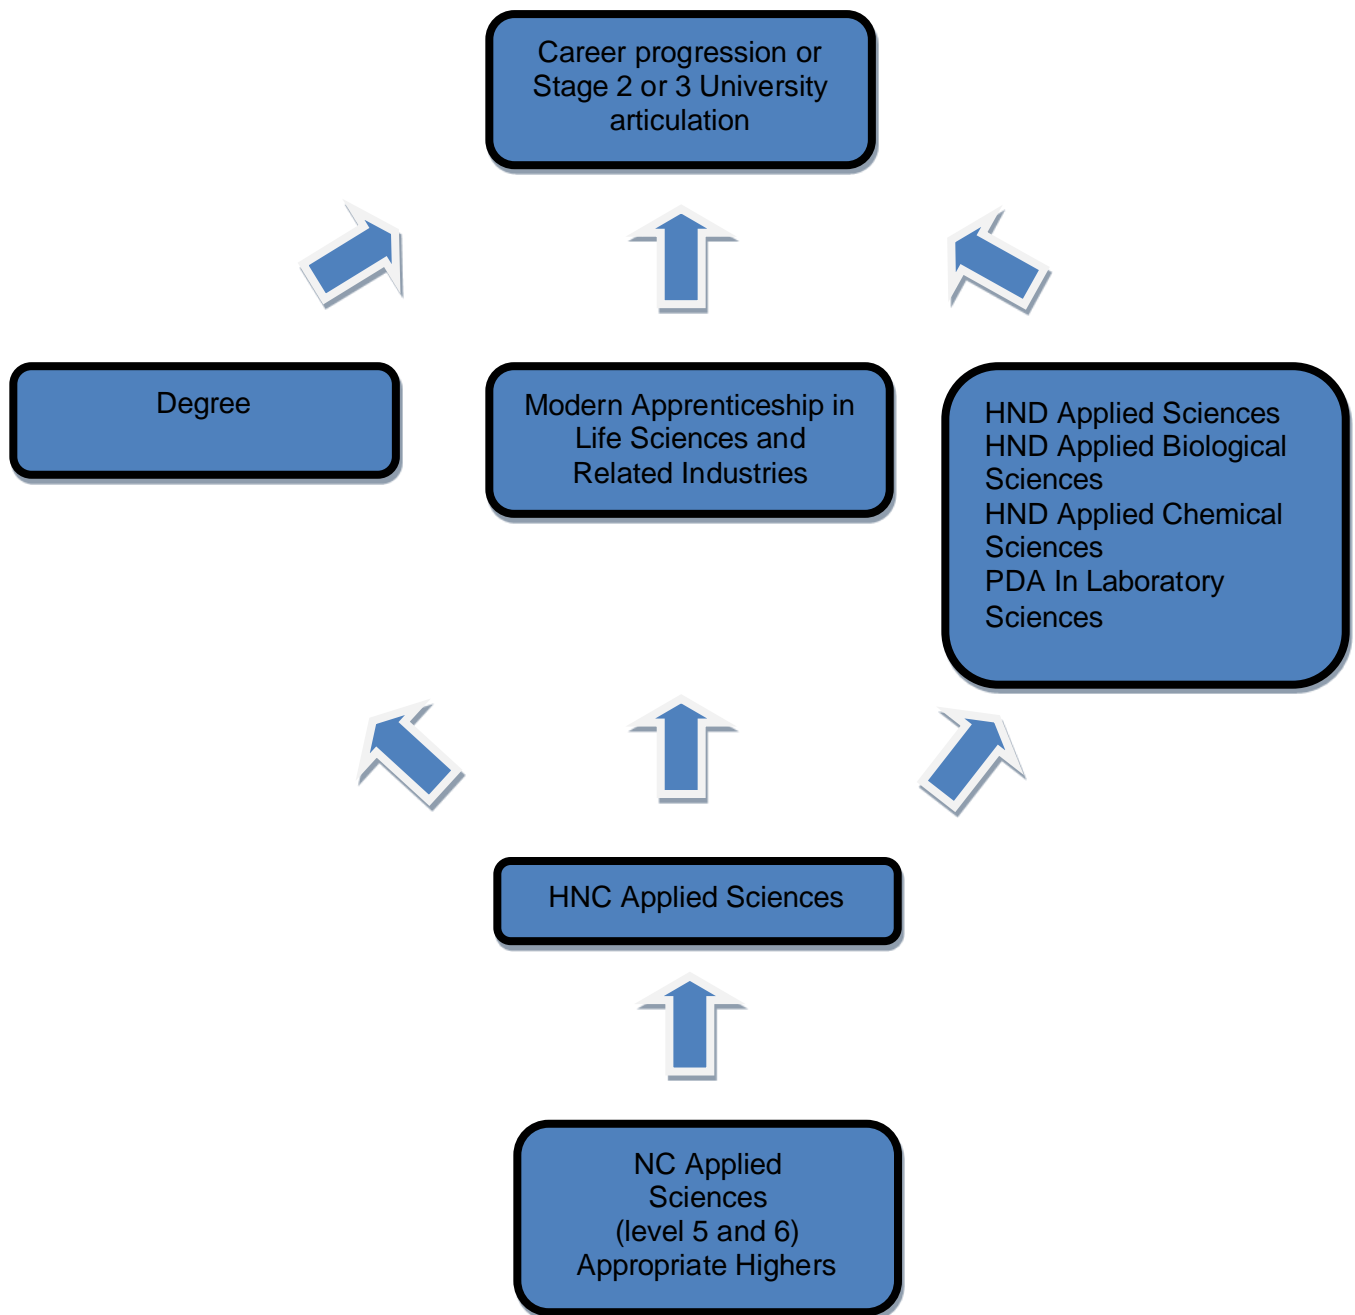 Career progression or
Stage 2 or 3 University
articulation
Degree
Modern Apprenticeship in
Life Sciences and
Related Industries
HND Applied Sciences
HND Applied Biological
Sciences
HND Applied Chemical
Sciences
PDA In Laboratory
Sciences
HNC Applied Sciences
NC Applied
Sciences
(level 5 and 6)
Appropriate Highers